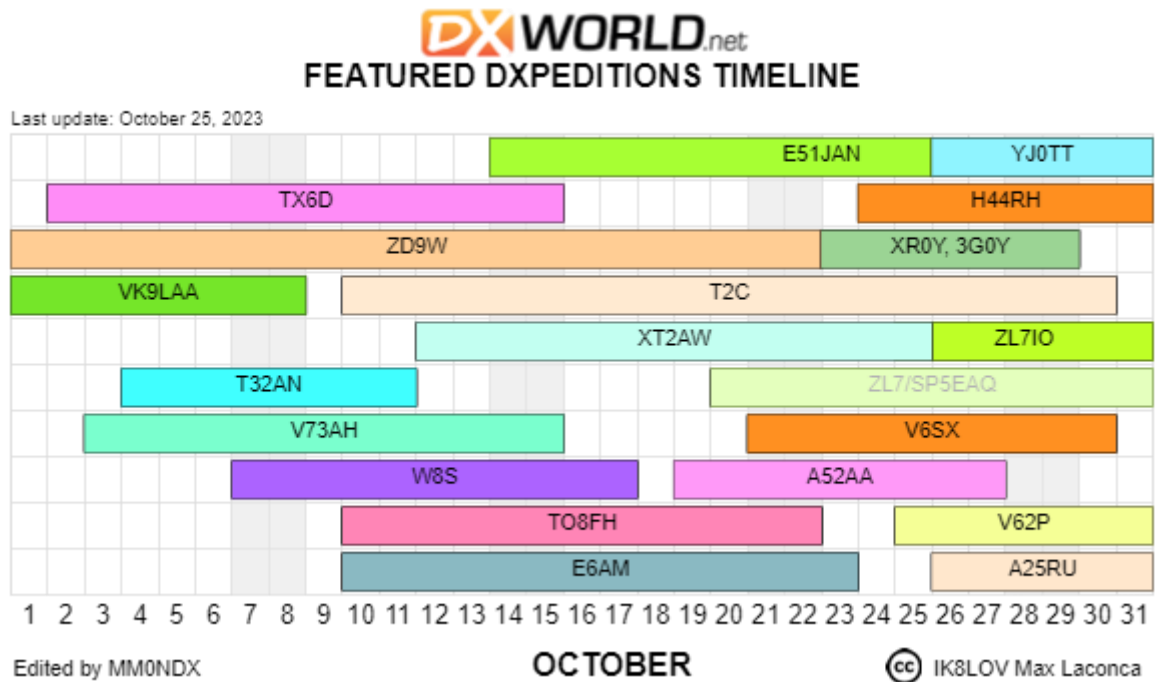 DX WORLD.net
FEATURED DXPEDITIONS TIMELINE
Last update: October 25, 2023
E51JAN YJ0TT
TX6D H44RH
ZD9W XR0Y, 3G0Y
VK9LAA T2C
XT2AW ZL7IO
T32AN ZL7/SP5EAQ
V73AH V6SX
W8S A52AA
TO8FH V62P
E6AM A25RU
1 2 3 4 5 6 7 8 9 10 11 12 13 14 15 16 17 18 19 20 21 22 23 24 25 26 27 28 29 30 31
Edited by MM0NDX OCTOBER cc IK8LOV Max Laconca